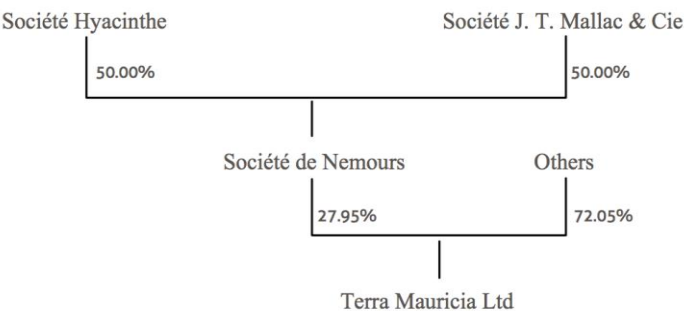 Société Hyacinthe
Société J. T. Mallac & Cie
50.00%
50.00%
Société de Nemours
Others
27.95%
72.05%
Terra Mauricia Ltd